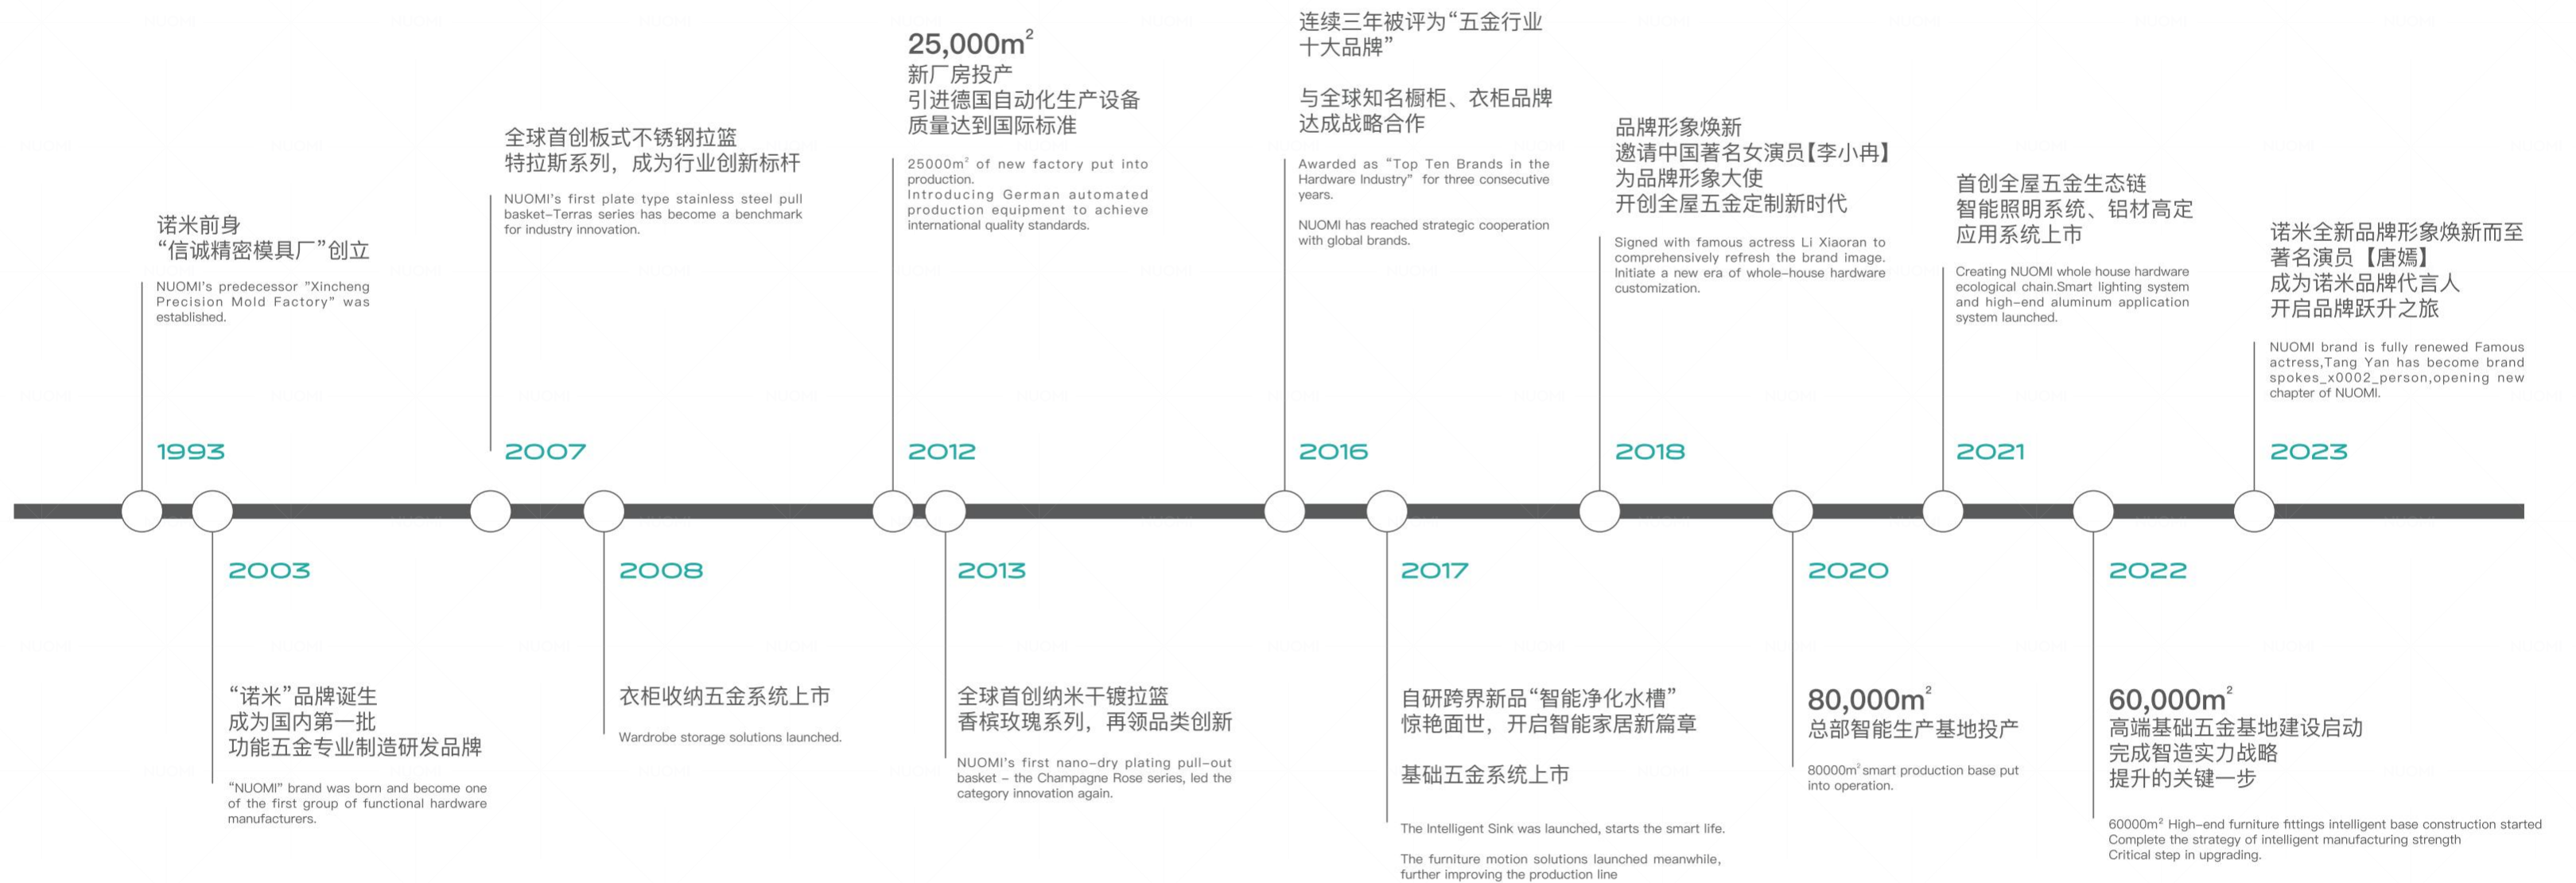 诺米前身
“信诚精密模具厂”创立
NUOMI's predecessor "Xincheng
Precision Mold Factory" was
established.
1993
2003
“诺米”品牌诞生
成为国内第一批
功能五金专业制造研发品牌
“NUOMI” brand was born and become one
of the first group of functional hardware
manufacturers.
全球首创板式不锈钢拉篮
特拉斯系列，成为行业创新标杆
NUOMI's first plate type stainless steel pull
basket-Terras series has become a benchmark
for industry innovation.
2007
2008
衣柜收纳五金系统上市
Wardrobe storage solutions launched.
25,000m²
新厂房投产
引进德国自动化生产设备
质量达到国际标准
25000m² of new factory put into
production.
Introducing German automated
production equipment to achieve
international quality standards.
2012
2013
全球首创纳米干镀拉篮
香槟玫瑰系列，再领品类创新
NUOMI's first nano-dry plating pull-out
basket - the Champagne Rose series, led the
category innovation again.
连续三年被评为“五金行业
十大品牌”
与全球知名橱柜、衣柜品牌
达成战略合作
Awarded as “Top Ten Brands in the
Hardware Industry” for three consecutive
years.
NUOMI has reached strategic cooperation
with global brands.
2016
2017
自研跨界新品“智能净化水槽”
惊艳面世，开启智能家居新篇章
基础五金系统上市
The Intelligent Sink was launched, starts the smart life.
The furniture motion solutions launched meanwhile,
further improving the production line
品牌形象焕新
邀请中国著名女演员【李小冉】
为品牌形象大使
开创全屋五金定制新时代
Signed with famous actress Li Xiaoran to
comprehensively refresh the brand image.
Initiate a new era of whole-house hardware
customization.
2018
2020
80,000m²
总部智能生产基地投产
80000m² smart production base put
into operation.
首创全屋五金生态链
智能照明系统、铝材高定
应用系统上市
Creating NUOMI whole house hardware
ecological chain.Smart lighting system
and high-end aluminum application
system launched.
2021
2022
60,000m²
高端基础五金基地建设启动
完成智造实力战略
提升的关键一步
60000m² High-end furniture fittings intelligent base construction started
Complete the strategy of intelligent manufacturing strength
Critical step in upgrading.
诺米全新品牌形象焕新而至
著名演员【唐嫣】
成为诺米品牌代言人
开启品牌跃升之旅
NUOMI brand is fully renewed Famous
actress,Tang Yan has become brand
spokes_x0002_person,opening new
chapter of NUOMI.
2023